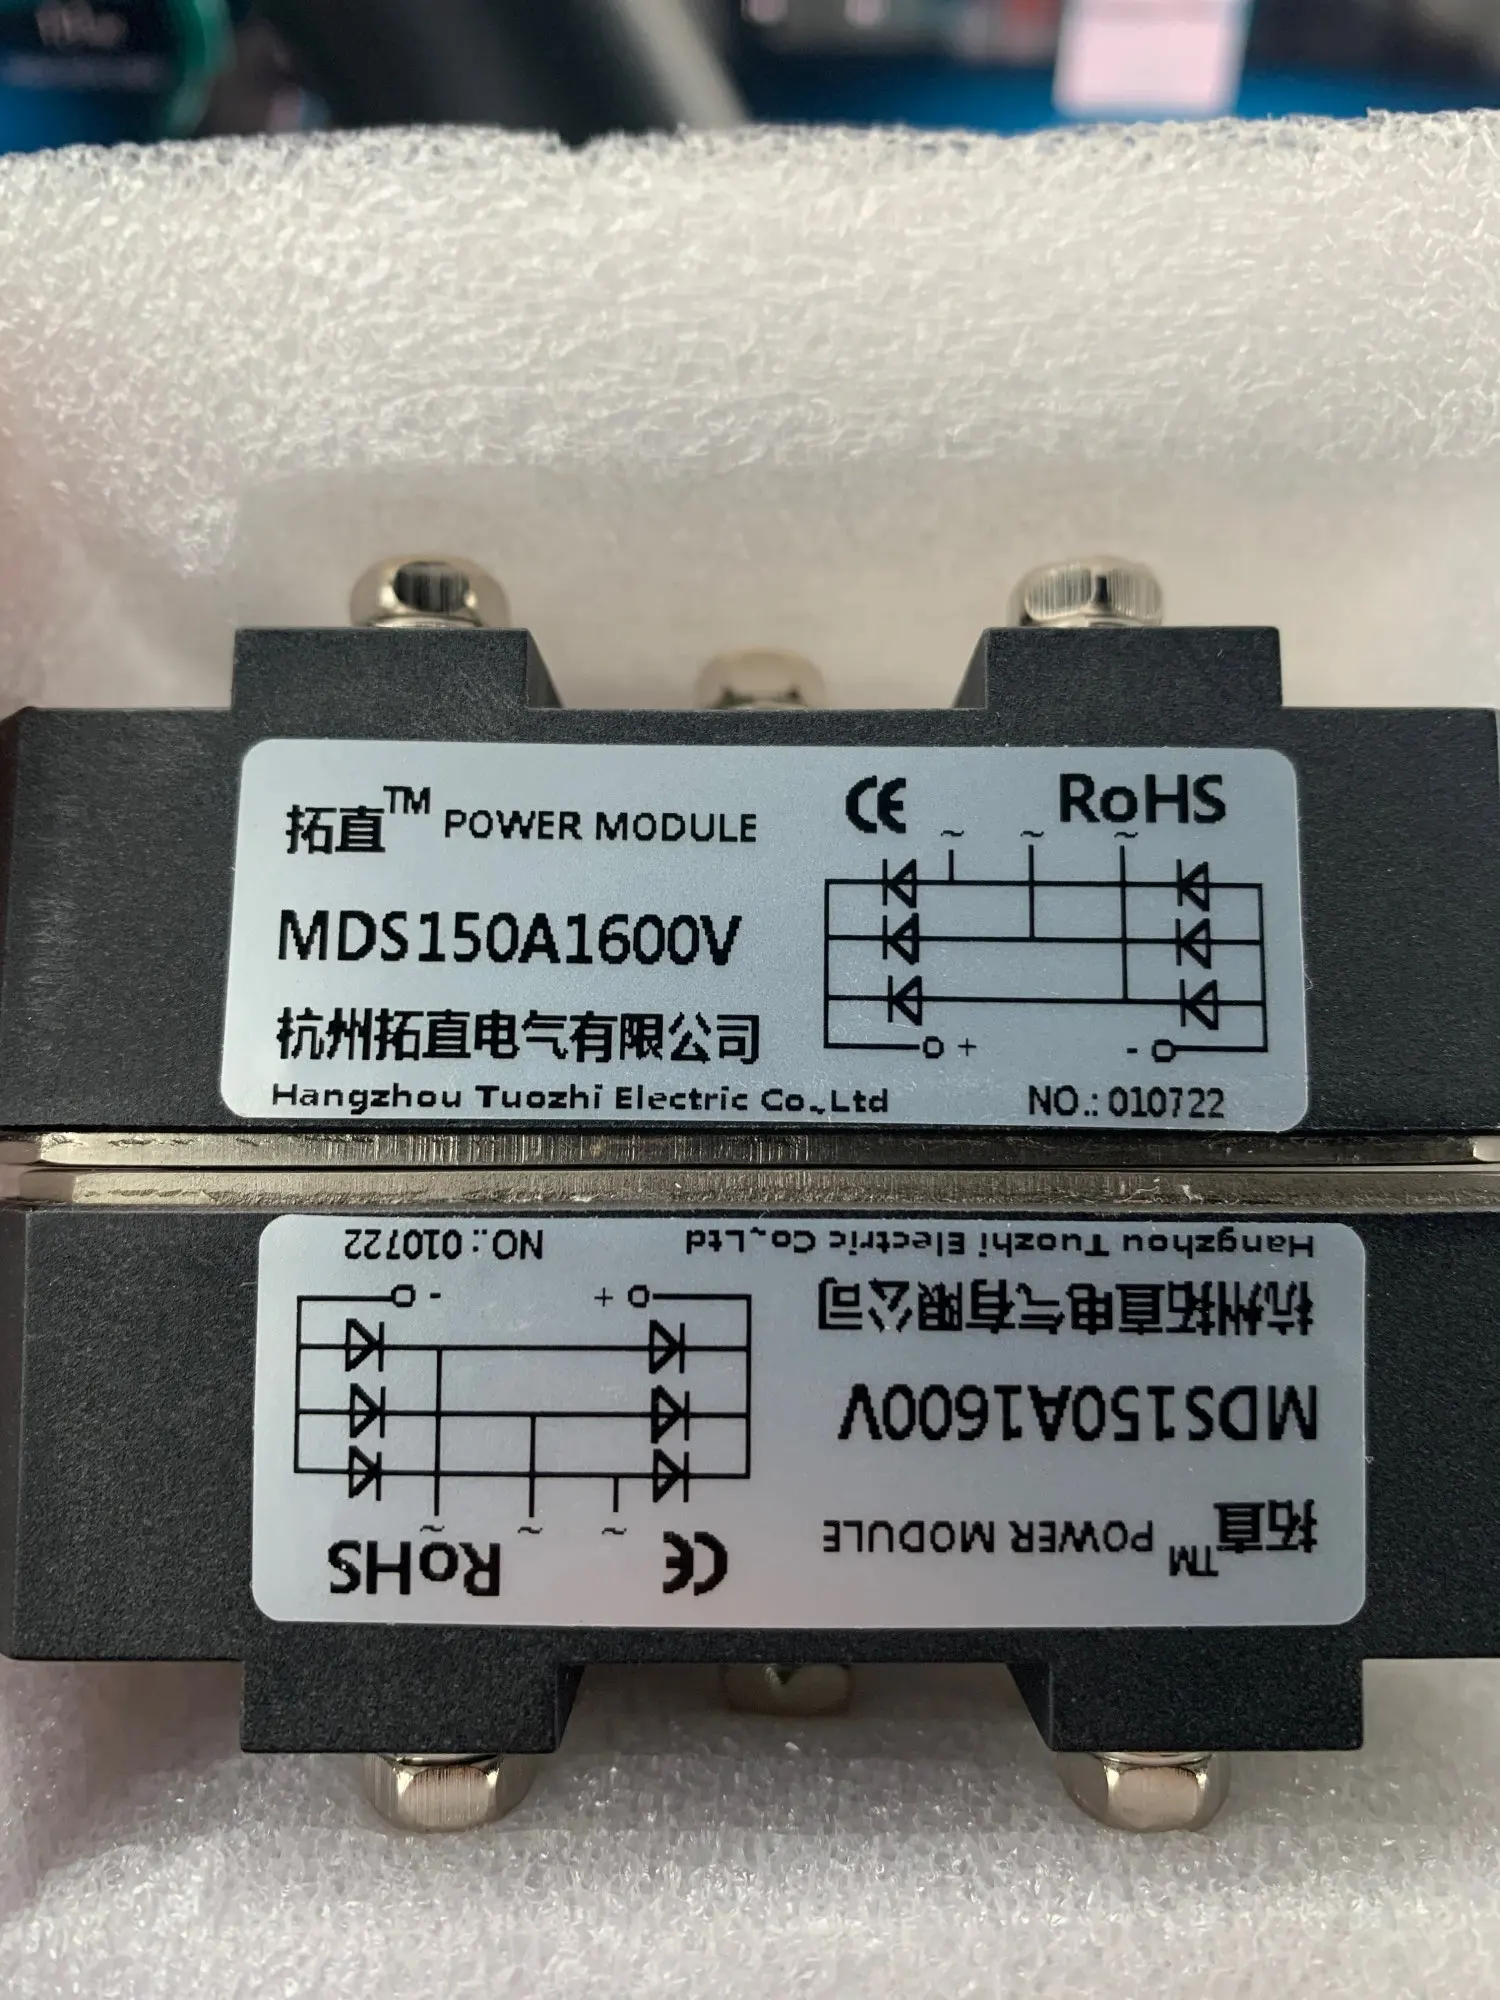 拓直™ POWER MODULE
CE RoHS
~ ~ ~
MDS150A1600V
杭州拓直电气有限公司
+ -
Hangzhou Tuozhi Electric Co.,Ltd
NO.: 010722
拓直™ POWER MODULE
CE RoHS
~ ~ ~
MDS150A1600V
杭州拓直电气有限公司
+ -
Hangzhou Tuozhi Electric Co.,Ltd
NO.: 010722